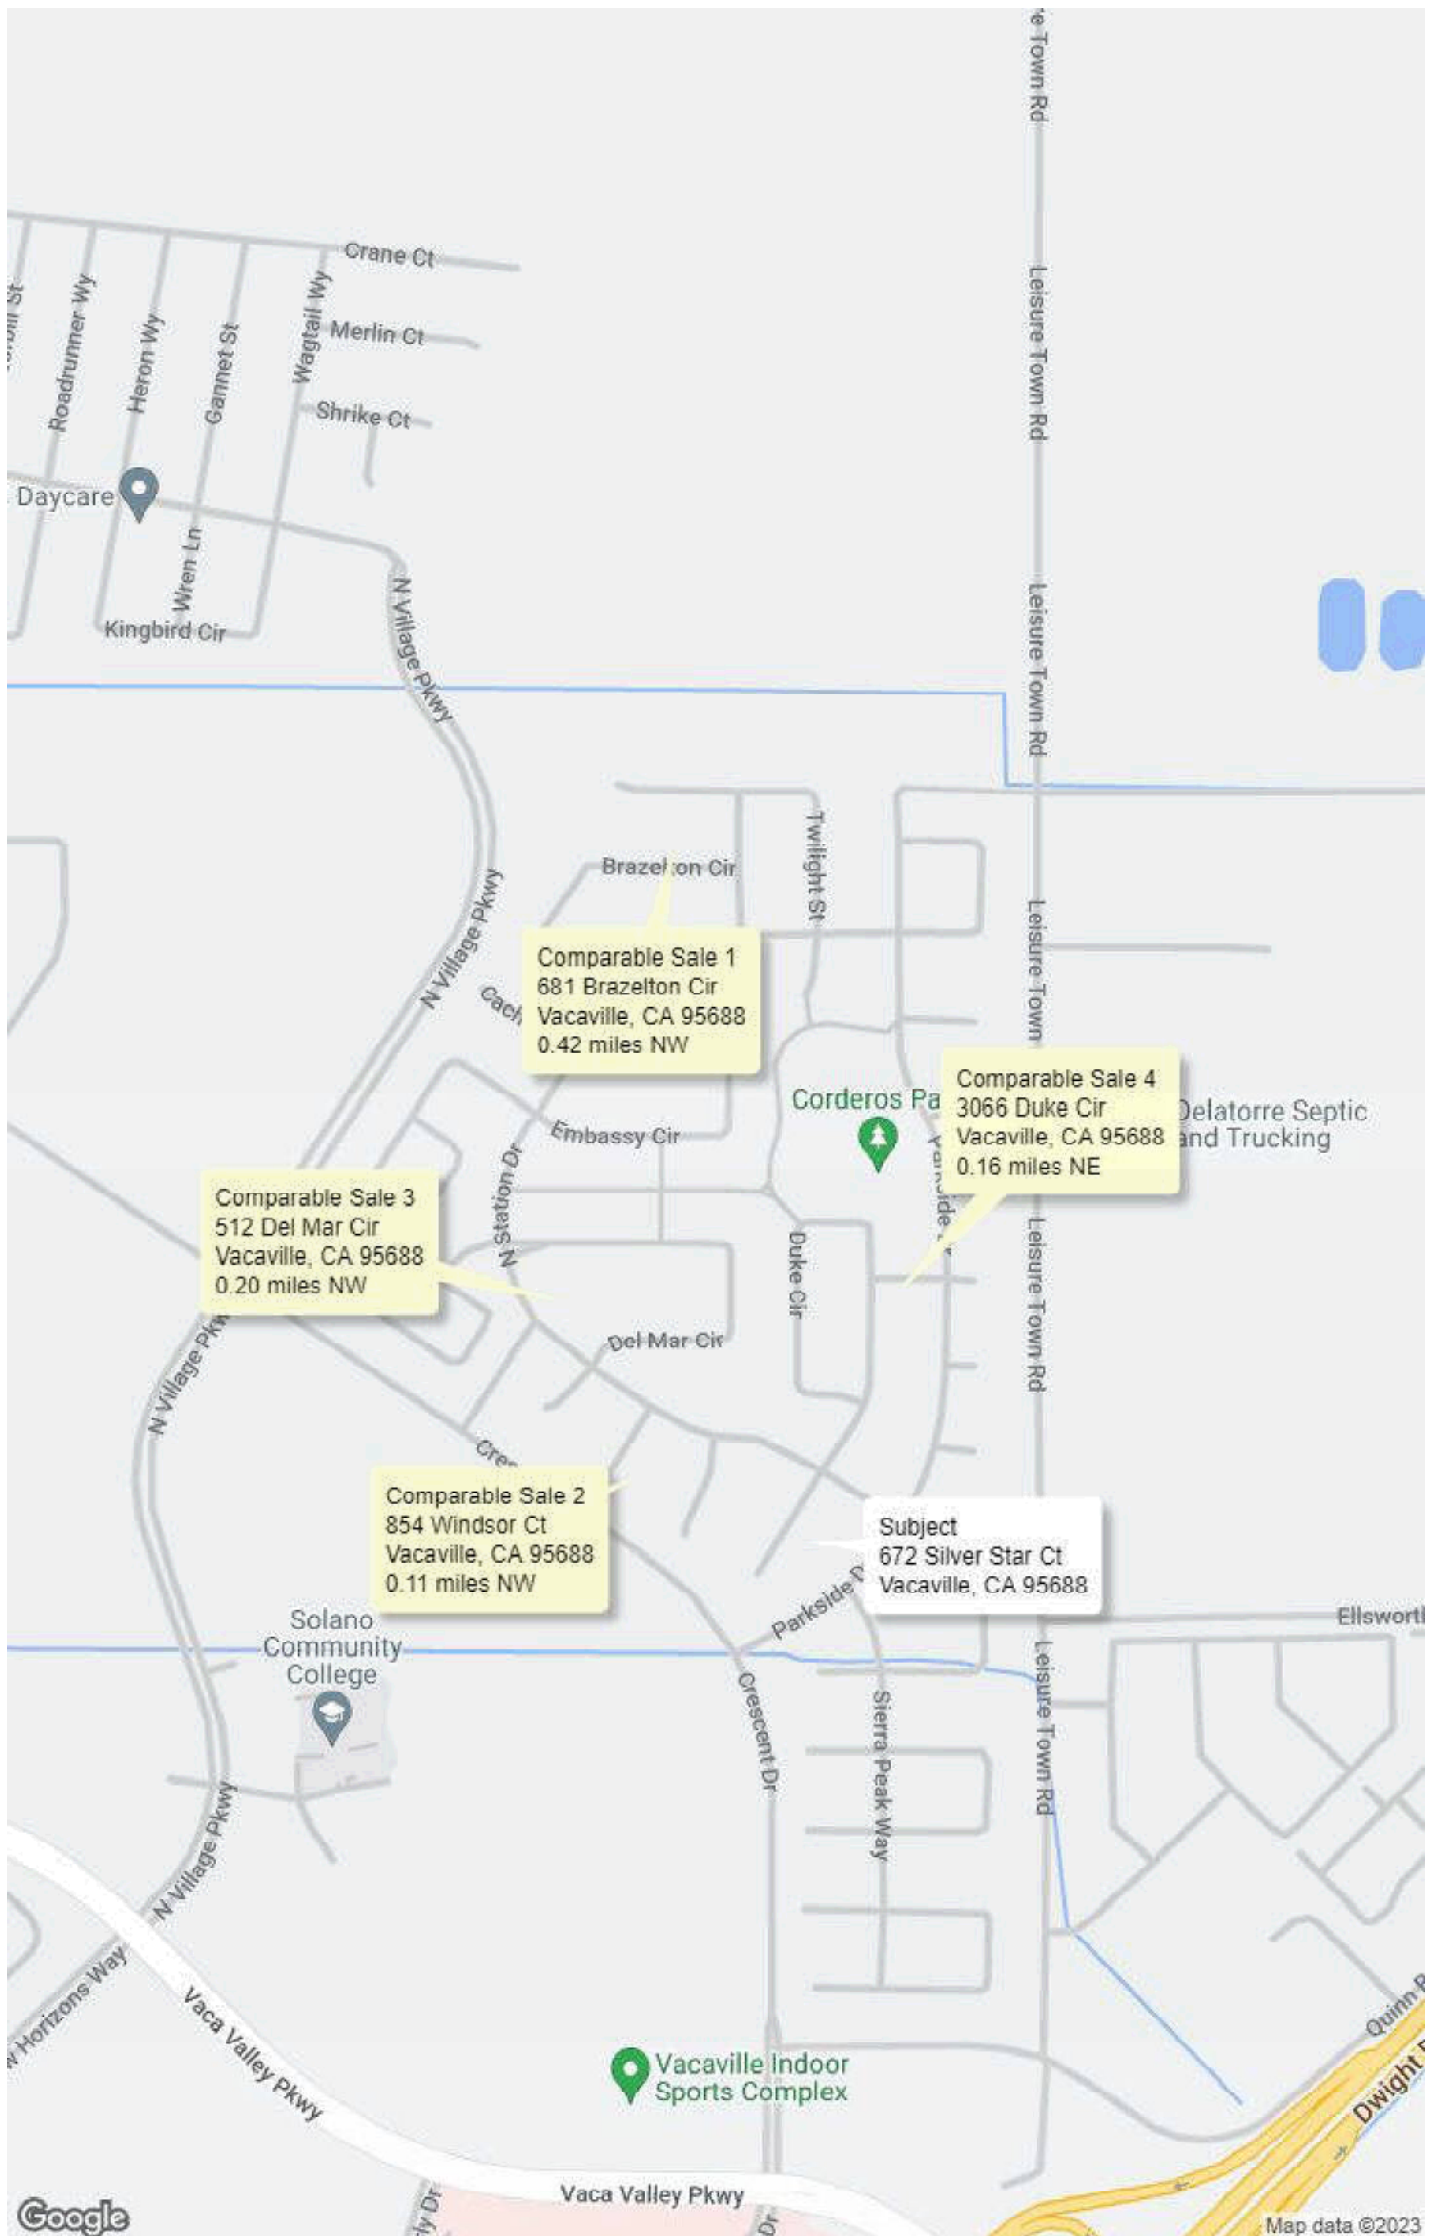 Town Rd
Crane Ct
Leisure Town Rd
Roadrunner Wy
Heron Wy
Gannet St
Wagtail Wy
Merlin Ct
Shrike Ct
Daycare
Wren Ln
Kingbird Cir
N Village Pkwy
Leisure Town Rd
Twilight St
Brazelton Cir
N Village Pkwy
Leisure Town
Comparable Sale 1
681 Brazelton Cir
Vacaville, CA 95688
0.42 miles NW
Comparable Sale 4
3066 Duke Cir
Vacaville, CA 95688
0.16 miles NE
Corderos Pa
Delatorre Septic
and Trucking
Embassy Cir
N Station Dr
Comparable Sale 3
512 Del Mar Cir
Vacaville, CA 95688
0.20 miles NW
Duke Cir
Leisure Town Rd
Del Mar Cir
N Village Pkwy
N Village Pkwy
Comparable Sale 2
854 Windsor Ct
Vacaville, CA 95688
0.11 miles NW
Subject
672 Silver Star Ct
Vacaville, CA 95688
Parkside D
Ellsworth
Solano
Community
College
Leisure Town Rd
Crescent Dr
Sierra Peak Way
N Village Pkwy
Horizons Way
Vaca Valley Pkwy
Quinn R
Vacaville Indoor
Sports Complex
Dwight
Vaca Valley Pkwy
Dr
Dr
Google
Map data ©2023